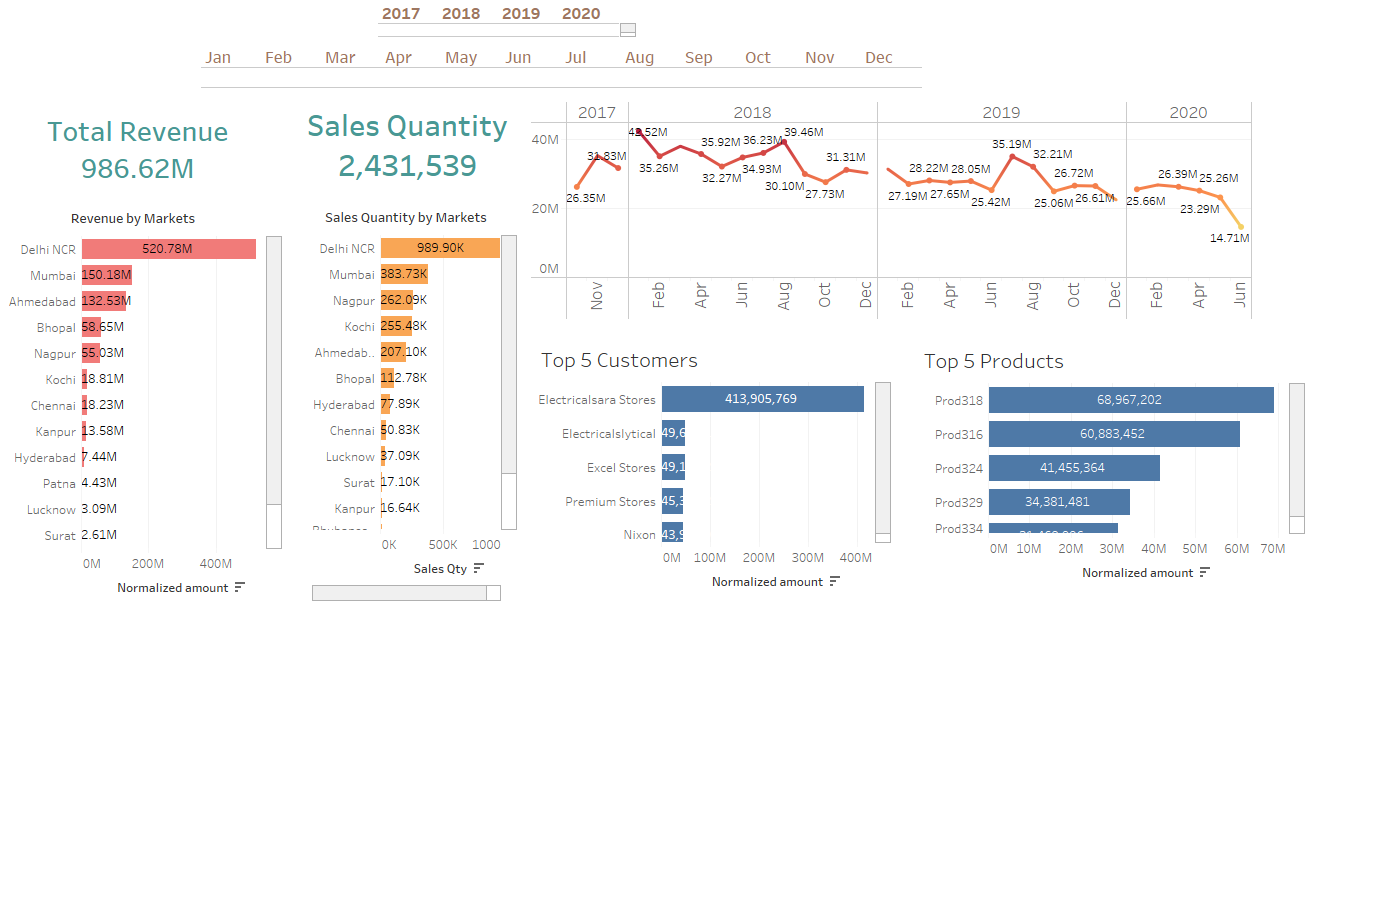 2017 2018 2019 2020
Jan Feb Mar Apr May Jun Jul Aug Sep Oct Nov Dec
Total Revenue
986.62M
Sales Quantity
2,431,539
Revenue by Markets
Delhi NCR 520.78M
Mumbai 150.18M
Ahmedabad 132.53M
Bhopal 58.65M
Nagpur 55.03M
Kochi 18.81M
Chennai 18.23M
Kanpur 13.58M
Hyderabad 7.44M
Patna 4.43M
Lucknow 3.09M
Surat 2.61M
0M 200M 400M
Normalized amount
Sales Quantity by Markets
Delhi NCR 989.90K
Mumbai 383.73K
Nagpur 262.09K
Kochi 255.48K
Ahmedab.. 207.10K
Bhopal 112.78K
Hyderabad 77.89K
Chennai 50.83K
Lucknow 37.09K
Surat 17.10K
Kanpur 16.64K
0K 500K 1000
Sales Qty
2017 2018 2019 2020
40M
20M
0M
26.35M 31.83M
42.52M 35.26M 35.92M 32.27M 34.93M 36.23M 39.46M 30.10M 27.73M 31.31M
27.19M 28.22M 27.65M 28.05M 25.42M 35.19M 32.21M 25.06M 26.72M 26.61M
25.66M 26.39M 23.29M 25.26M 14.71M
Nov Feb Apr Jun Aug Oct Dec Feb Apr Jun Aug Oct Dec Feb Apr Jun
Top 5 Customers
Electricalsara Stores 413,905,769
Electricalslytical 49,6
Excel Stores 49,1
Premium Stores 45,3
Nixon 43,9
0M 100M 200M 300M 400M
Normalized amount
Top 5 Products
Prod318 68,967,202
Prod316 60,883,452
Prod324 41,455,364
Prod329 34,381,481
Prod334
0M 10M 20M 30M 40M 50M 60M 70M
Normalized amount